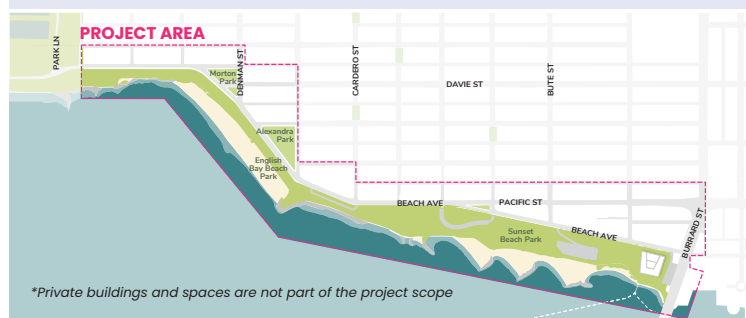 PROJECT AREA
PARK LN
Morton
Park
DENMAN ST
CARDERO ST
DAVIE ST
BUTE ST
Alexandra
Park
English
Bay Beach
Park
BEACH AVE
PACIFIC ST
Sunset
Beach Park
BEACH AVE
BURRARD ST
*Private buildings and spaces are not part of the project scope